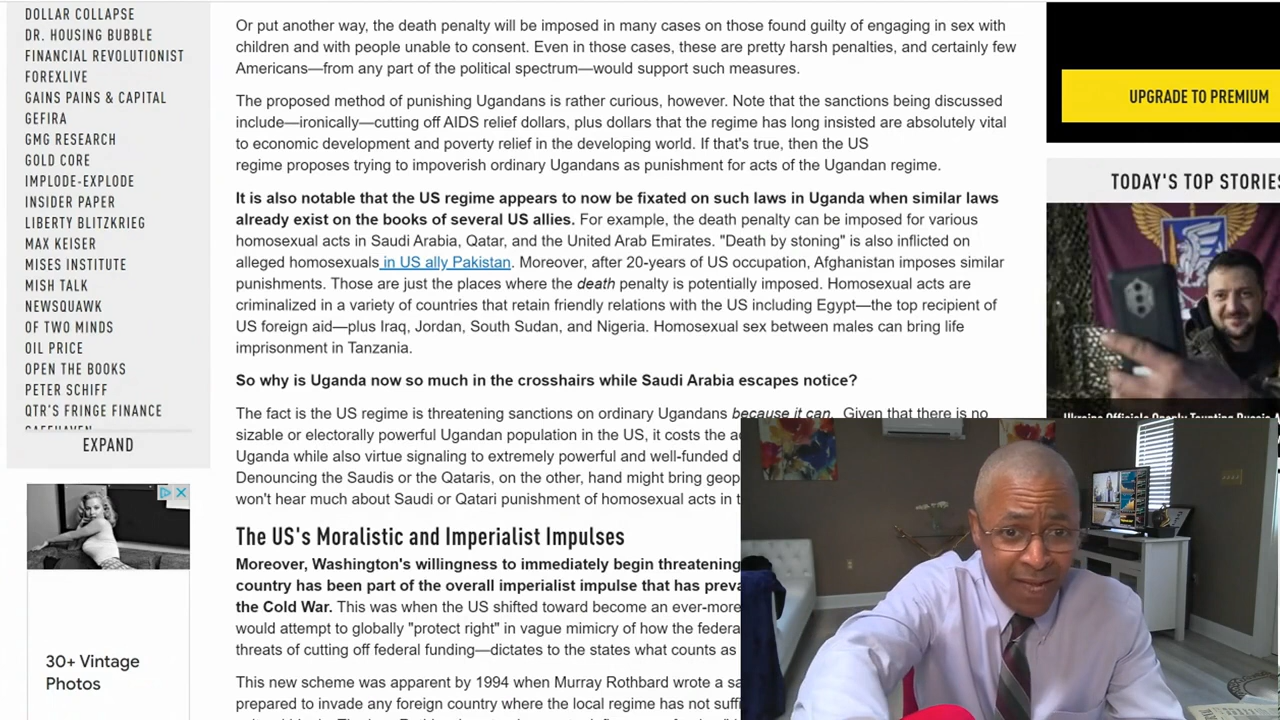 DOLLAR COLLAPSE
DR. HOUSING BUBBLE
FINANCIAL REVOLUTIONIST
FOREXLIVE
GAINS PAINS & CAPITAL
GEFIRA
GMG RESEARCH
GOLD CORE
IMPLODE-EXPLODE
INSIDER PAPER
LIBERTY BLITZKRIEG
MAX KEISER
MISES INSTITUTE
MISH TALK
NEWSQUAWK
OF TWO MINDS
OIL PRICE
OPEN THE BOOKS
PETER SCHIFF
QTR'S FRINGE FINANCE
EXPAND
30+ Vintage
Photos
Or put another way, the death penalty will be imposed in many cases on those found guilty of engaging in sex with
children and with people unable to consent. Even in those cases, these are pretty harsh penalties, and certainly few
Americans—from any part of the political spectrum—would support such measures.
The proposed method of punishing Ugandans is rather curious, however. Note that the sanctions being discussed
include—ironically—cutting off AIDS relief dollars, plus dollars that the regime has long insisted are absolutely vital
to economic development and poverty relief in the developing world. If that's true, then the US
regime proposes trying to impoverish ordinary Ugandans as punishment for acts of the Ugandan regime.
It is also notable that the US regime appears to now be fixated on such laws in Uganda when similar laws
already exist on the books of several US allies. For example, the death penalty can be imposed for various
homosexual acts in Saudi Arabia, Qatar, and the United Arab Emirates. "Death by stoning" is also inflicted on
alleged homosexuals in US ally Pakistan. Moreover, after 20-years of US occupation, Afghanistan imposes similar
punishments. Those are just the places where the death penalty is potentially imposed. Homosexual acts are
criminalized in a variety of countries that retain friendly relations with the US including Egypt—the top recipient of
US foreign aid—plus Iraq, Jordan, South Sudan, and Nigeria. Homosexual sex between males can bring life
imprisonment in Tanzania.
So why is Uganda now so much in the crosshairs while Saudi Arabia escapes notice?
The fact is the US regime is threatening sanctions on ordinary Ugandans because it can. Given that there is no
sizable or electorally powerful Ugandan population in the US, it costs the
Uganda while also virtue signaling to extremely powerful and well-funded
Denouncing the Saudis or the Qataris, on the other, hand might bring
won't hear much about Saudi or Qatari punishment of homosexual acts in
The US's Moralistic and Imperialist Impulses
Moreover, Washington's willingness to immediately begin threatening
country has been part of the overall imperialist impulse that has
the Cold War. This was when the US shifted toward become an ever-more
would attempt to globally "protect right" in vague mimicry of how the
threats of cutting off federal funding—dictates to the states what counts as
This new scheme was apparent by 1994 when Murray Rothbard wrote a
prepared to invade any foreign country where the local regime has not
UPGRADE TO PREMIUM
TODAY'S TOP STORIES
Ukraine Officials Openly Taunting Russia